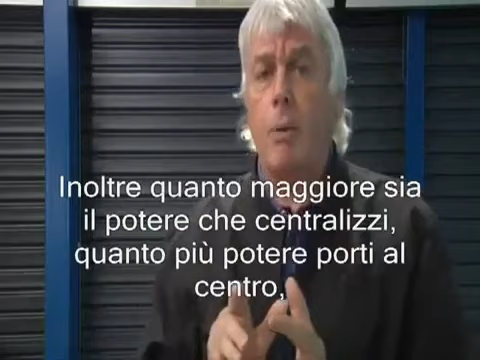 Inoltre quanto maggiore sia
il potere che centralizzi,
quanto più potere porti al
centro,